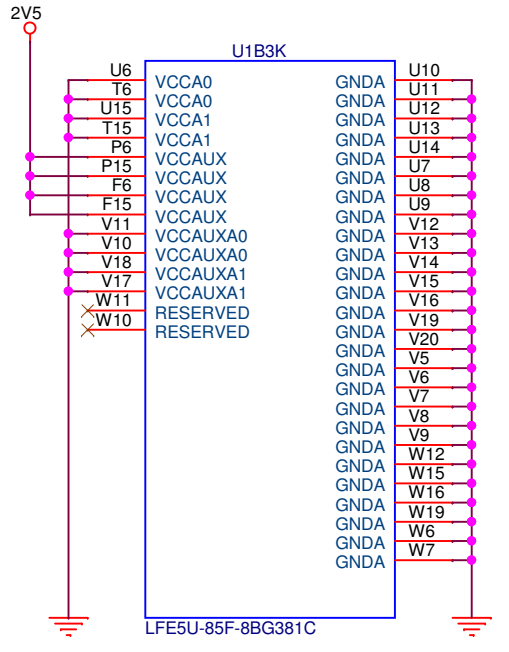 2V5
U1B3K
U6 VCCA0 GNDA U10
T6 VCCA0 GNDA U11
U15 VCCA1 GNDA U12
T15 VCCA1 GNDA U13
P6 VCCAUX GNDA U14
P15 VCCAUX GNDA U7
F6 VCCAUX GNDA U8
F15 VCCAUX GNDA U9
V11 VCCAUXA0 GNDA V12
V10 VCCAUXA0 GNDA V13
V18 VCCAUXA1 GNDA V14
V17 VCCAUXA1 GNDA V15
W11 RESERVED GNDA V16
W10 RESERVED GNDA V19
GNDA V20
GNDA V5
GNDA V6
GNDA V7
GNDA V8
GNDA V9
GNDA W12
GNDA W15
GNDA W16
GNDA W19
GNDA W6
GNDA W7
LFE5U-85F-8BG381C